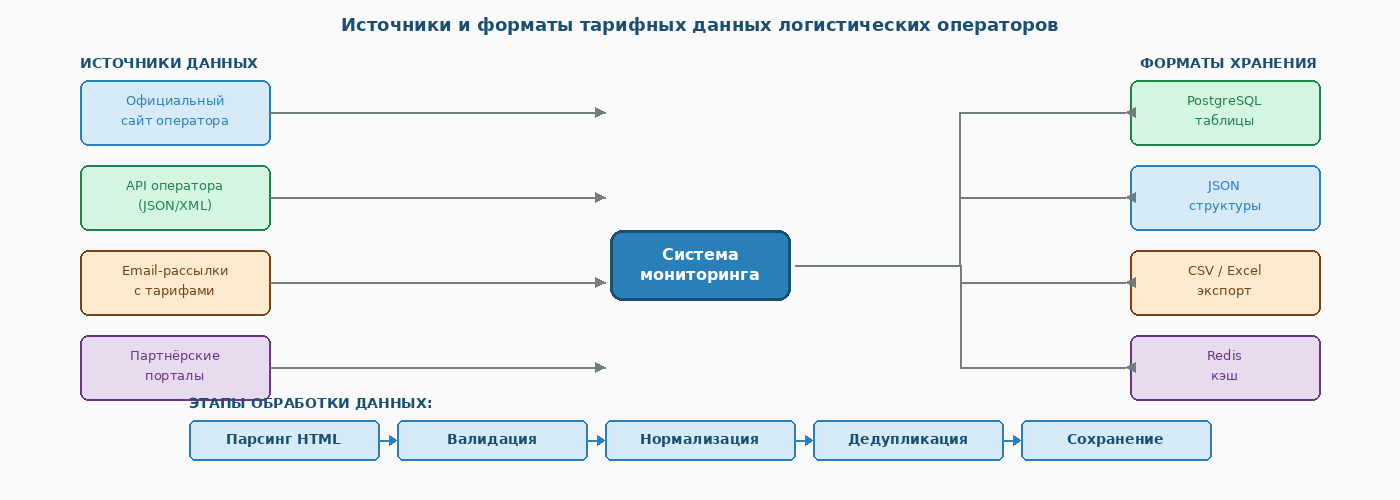 Источники и форматы тарифных данных логистических операторов
ИСТОЧНИКИ ДАННЫХ
Официальный
сайт оператора
API оператора
(JSON/XML)
Email-рассылки
с тарифами
Партнёрские
порталы
Система
мониторинга
ФОРМАТЫ ХРАНЕНИЯ
PostgreSQL
таблицы
JSON
структуры
CSV / Excel
экспорт
Redis
кэш
ЭТАПЫ ОБРАБОТКИ ДАННЫХ:
Парсинг HTML
Валидация
Нормализация
Дедупликация
Сохранение